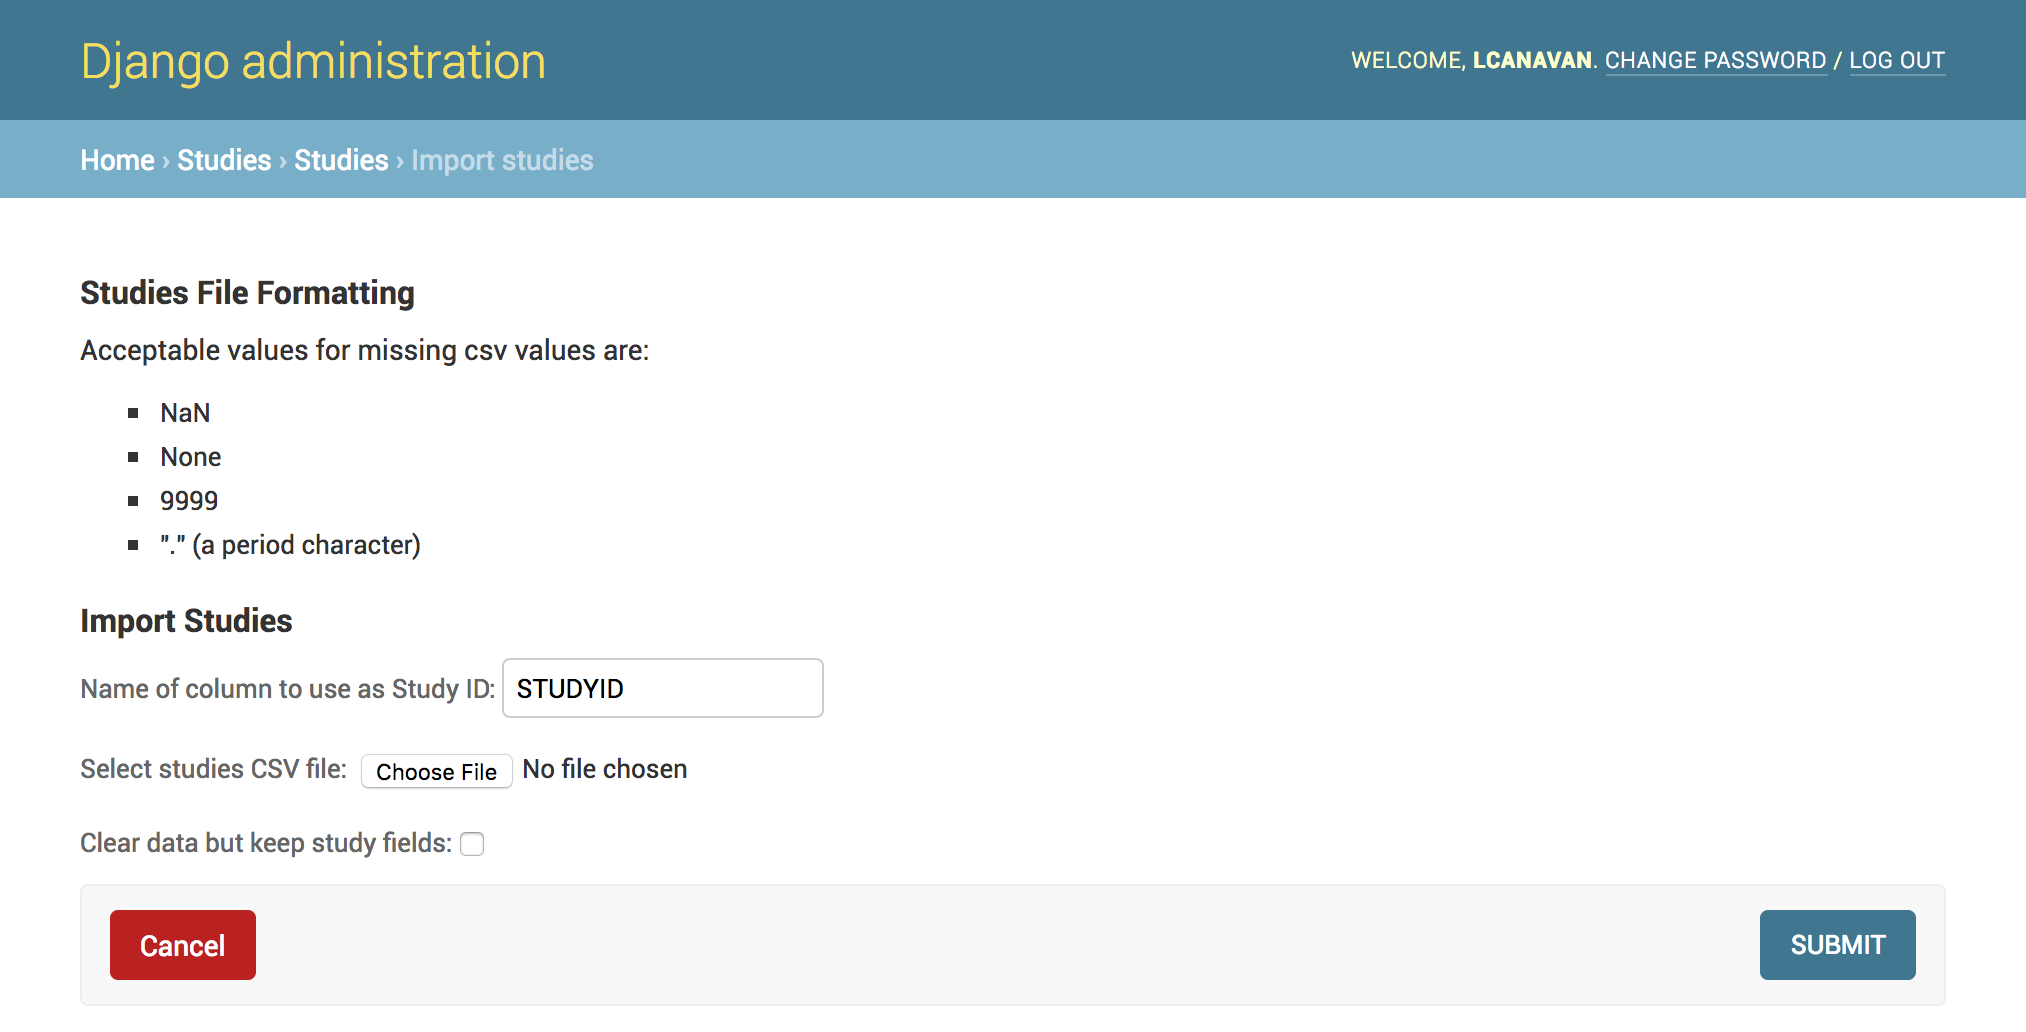 Django administration
WELCOME, LCANAVAN. CHANGE PASSWORD / LOG OUT
Home › Studies › Studies › Import studies
Studies File Formatting
Acceptable values for missing csv values are:
NaN
None
9999
"." (a period character)
Import Studies
Name of column to use as Study ID: STUDYID
Select studies CSV file: Choose File No file chosen
Clear data but keep study fields:
Cancel SUBMIT